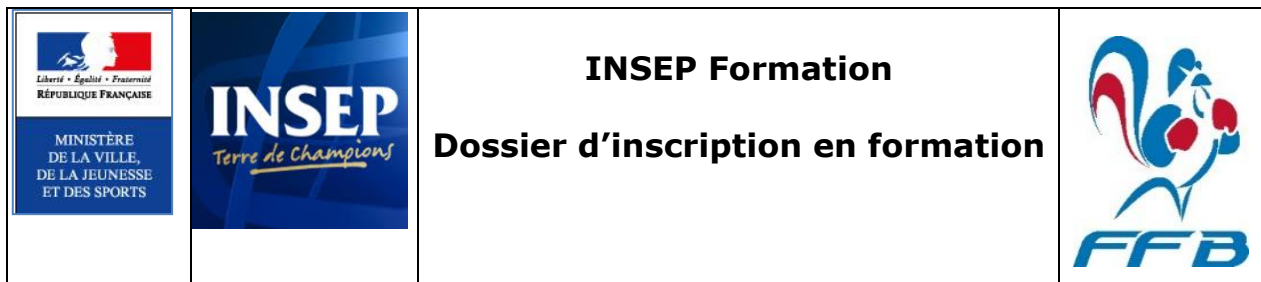 Liberté • Égalité • Fraternité
RÉPUBLIQUE FRANÇAISE
MINISTÈRE
DE LA VILLE,
DE LA JEUNESSE
ET DES SPORTS
INSEP
Terre de Champions
INSEP Formation
Dossier d’inscription en formation
FFB